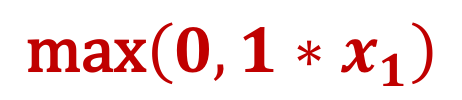 max(0, 1 * x₁)